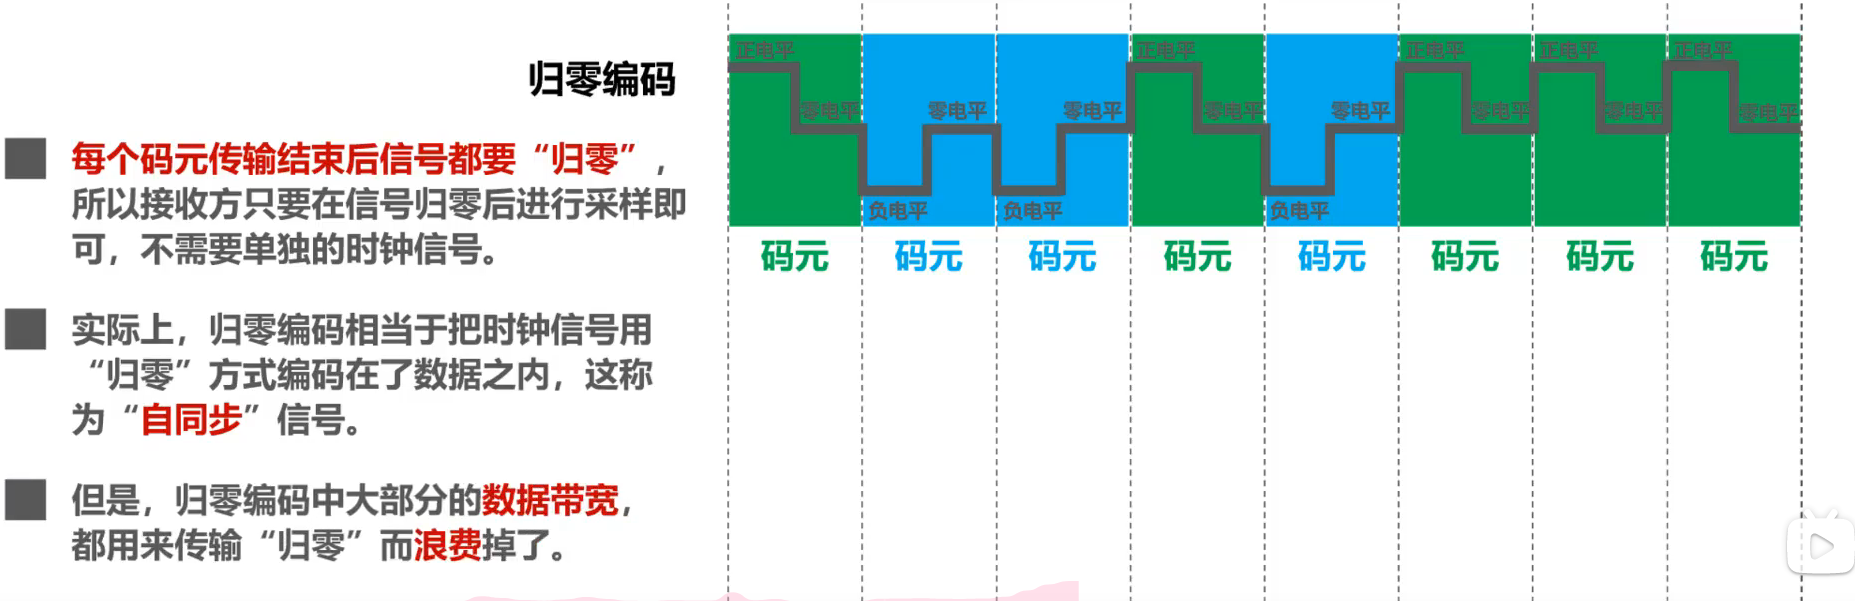 归零编码
每个码元传输结束后信号都要“归零”，
所以接收方只要在信号归零后进行采样即
可，不需要单独的时钟信号。
实际上，归零编码相当于把时钟信号用
“归零”方式编码在了数据之内，这称
为“自同步”信号。
但是，归零编码中大部分的数据带宽，
都用来传输“归零”而浪费掉了。
正电平 正电平 正电平 正电平 正电平
零电平 零电平 零电平 零电平 零电平 零电平 零电平 零电平
负电平 负电平 负电平
码元 码元 码元 码元 码元 码元 码元 码元